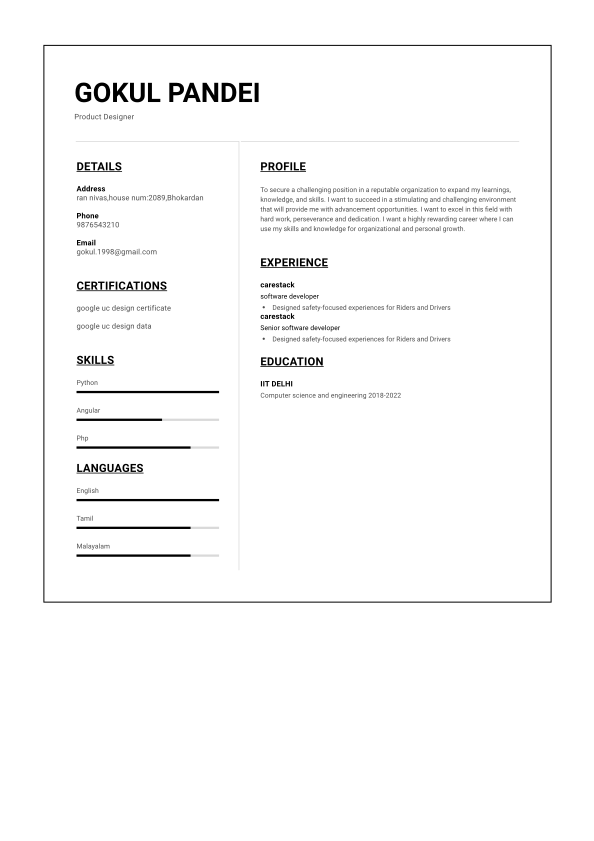 GOKUL PANDEI
Product Designer
DETAILS
Address
ran nivas,house num:2089,Bhokardan
Phone
9876543210
Email
gokul.1998@gmail.com
CERTIFICATIONS
google uc design certificate
google uc design data
SKILLS
Python
Angular
Php
LANGUAGES
English
Tamil
Malayalam
PROFILE
To secure a challenging position in a reputable organization to expand my learnings,
knowledge, and skills. I want to succeed in a stimulating and challenging environment
that will provide me with advancement opportunities. I want to excel in this field with
hard work, perseverance and dedication. I want a highly rewarding career where I can
use my skills and knowledge for organizational and personal growth.
EXPERIENCE
carestack
software developer
• Designed safety-focused experiences for Riders and Drivers
carestack
Senior software developer
• Designed safety-focused experiences for Riders and Drivers
EDUCATION
IIT DELHI
Computer science and engineering 2018-2022